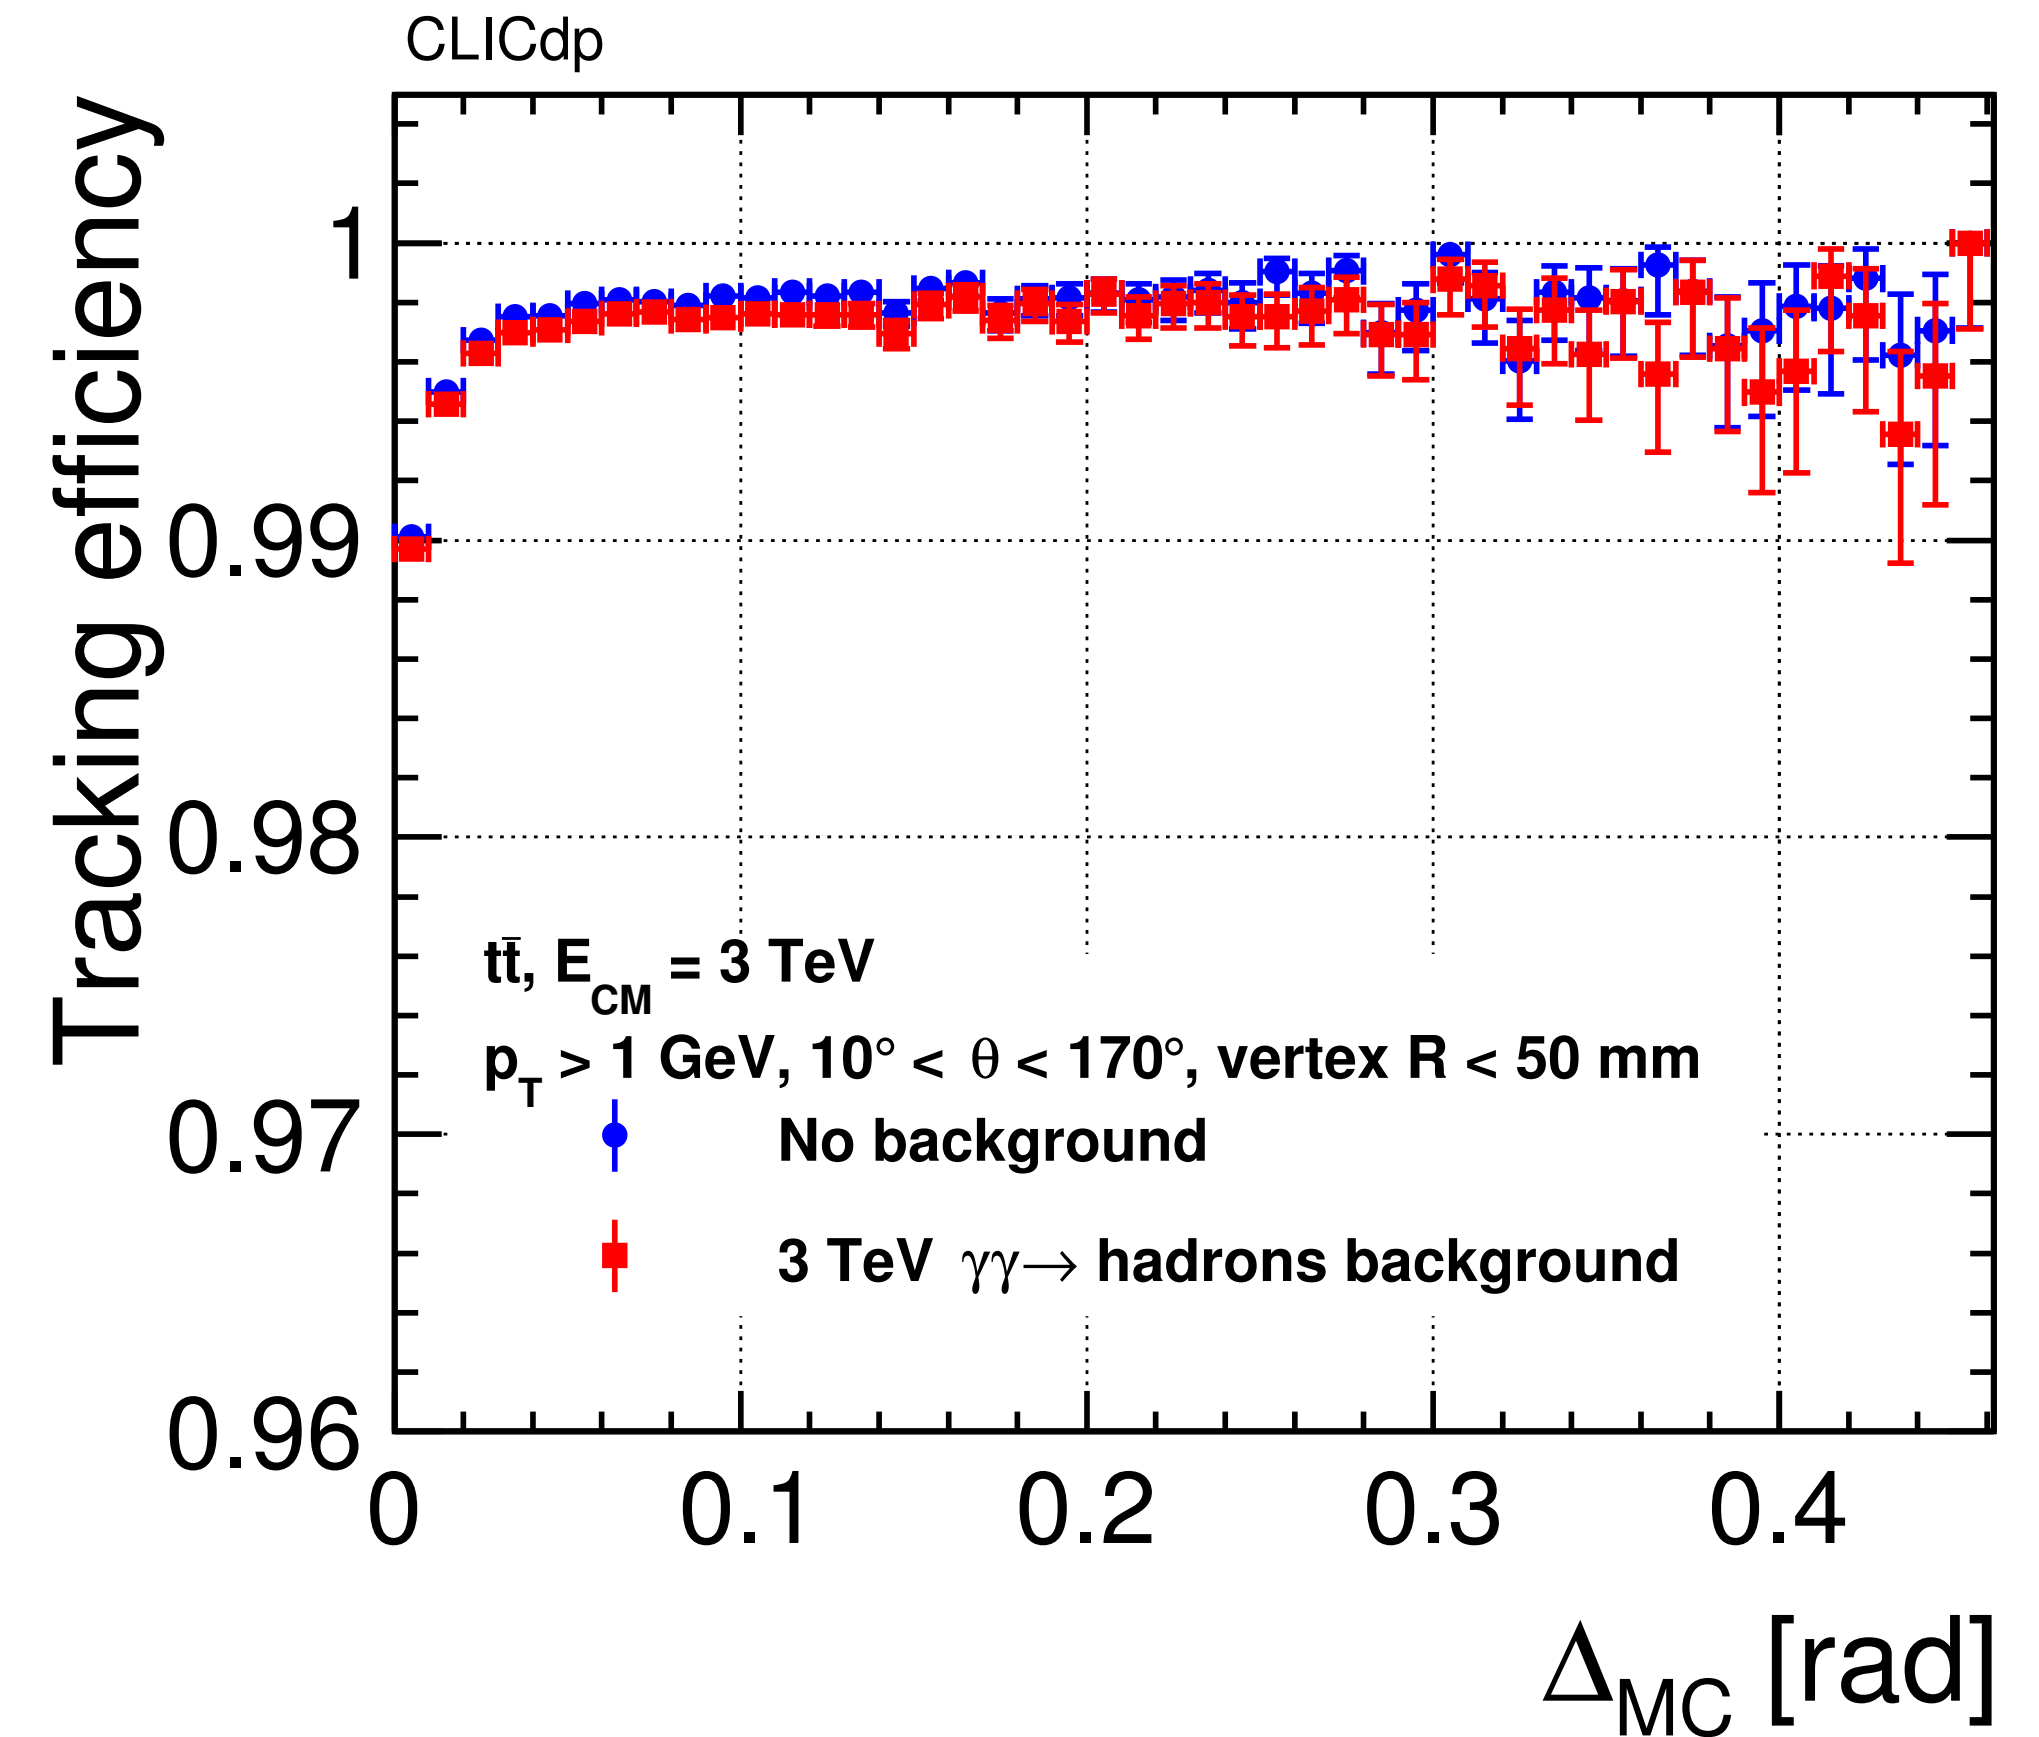 CLICdp
Tracking efficiency
1
0.99
0.98
0.97
0.96
tt̄, E_CM = 3 TeV
p_T > 1 GeV, 10° < θ < 170°, vertex R < 50 mm
No background
3 TeV γγ→ hadrons background
0 0.1 0.2 0.3 0.4
Δ_MC [rad]